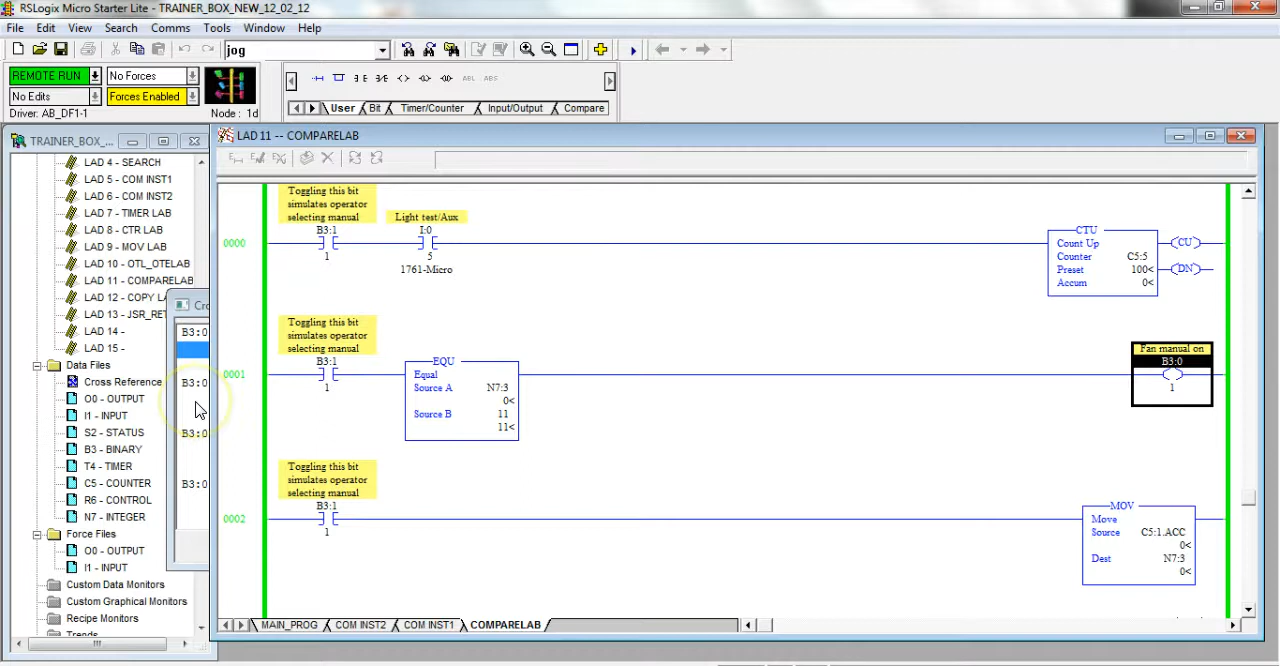 RSLogix Micro Starter Lite - TRAINER_BOX_NEW_12_02_12
File Edit View Search Comms Tools Window Help
jog
REMOTE RUN No Forces
No Edits Forces Enabled
Driver: AB_DF1-1 Node : 1d
ABL ABS
User Bit Timer/Counter Input/Output Compare
TRAINER_BOX_...
LAD 4 - SEARCH
LAD 5 - COM INST1
LAD 6 - COM INST2
LAD 7 - TIMER LAB
LAD 8 - CTR LAB
LAD 9 - MOV LAB
LAD 10 - OTL_OTELAB
LAD 11 - COMPARELAB
LAD 12 - COPY LA
LAD 13 - JSR_RET
LAD 14 -
LAD 15 -
Data Files
Cross Reference
O0 - OUTPUT
I1 - INPUT
S2 - STATUS
B3 - BINARY
T4 - TIMER
C5 - COUNTER
R6 - CONTROL
N7 - INTEGER
Force Files
O0 - OUTPUT
I1 - INPUT
Custom Data Monitors
Custom Graphical Monitors
Recipe Monitors
Trends
Cro
B3:0
B3:0
B3:0
B3:0
LAD 11 -- COMPARELAB
Toggling this bit
simulates operator
selecting manual
B3:1
1
Light test/Aux
I:0
5
1761-Micro
0000
CTU
Count Up
Counter C5:5
Preset 100<
Accum 0<
CU
DN
Toggling this bit
simulates operator
selecting manual
B3:1
1
0001
EQU
Equal
Source A N7:3
0<
Source B 11
11<
Fan manual on
B3:0
1
Toggling this bit
simulates operator
selecting manual
B3:1
1
0002
MOV
Move
Source C5:1.ACC
0<
Dest N7:3
0<
MAIN_PROG COM INST2 COM INST1 COMPARELAB